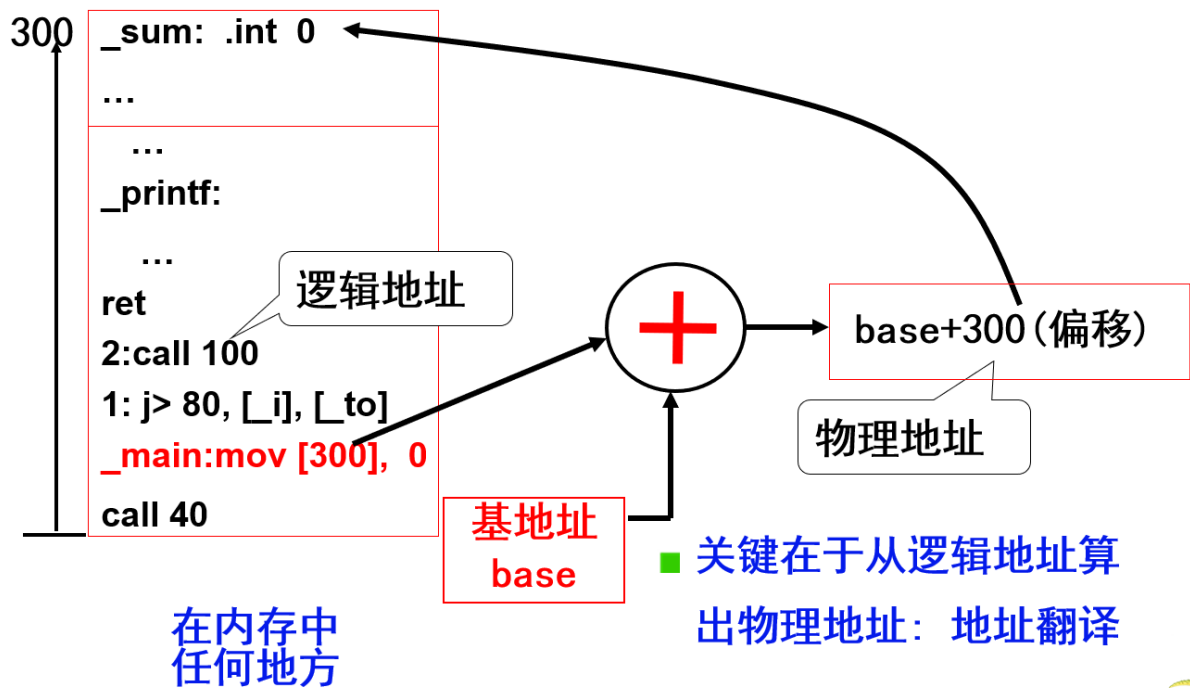 300
_sum: .int 0
...
...
_printf:
...
ret
逻辑地址
2:call 100
1: j> 80, [_i], [_to]
_main:mov [300], 0
call 40
+
base+300(偏移)
物理地址
基地址
base
关键在于从逻辑地址算
出物理地址: 地址翻译
在内存中
任何地方